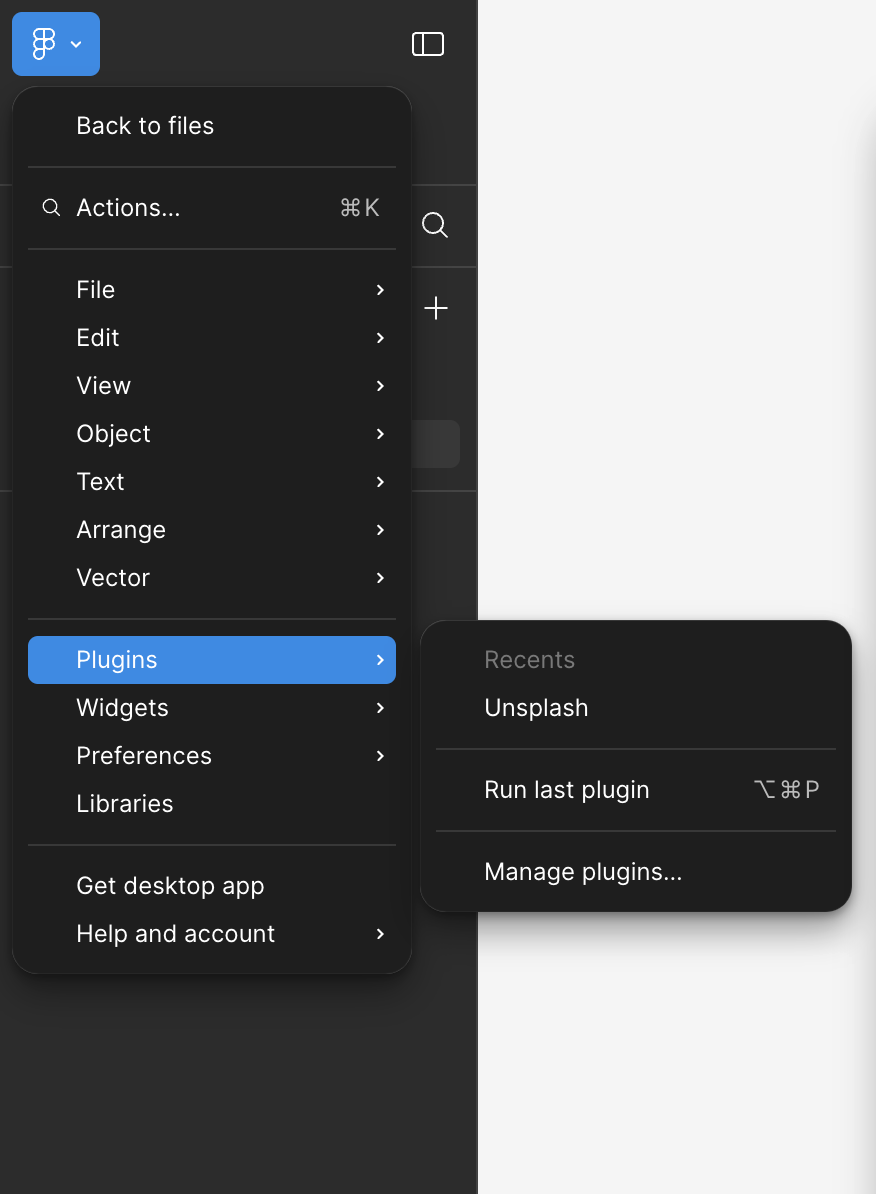 Back to files
Actions... ⌘K
File
Edit
View
Object
Text
Arrange
Vector
Plugins
Widgets
Preferences
Libraries
Get desktop app
Help and account
Recents
Unsplash
Run last plugin ⌥⌘P
Manage plugins...